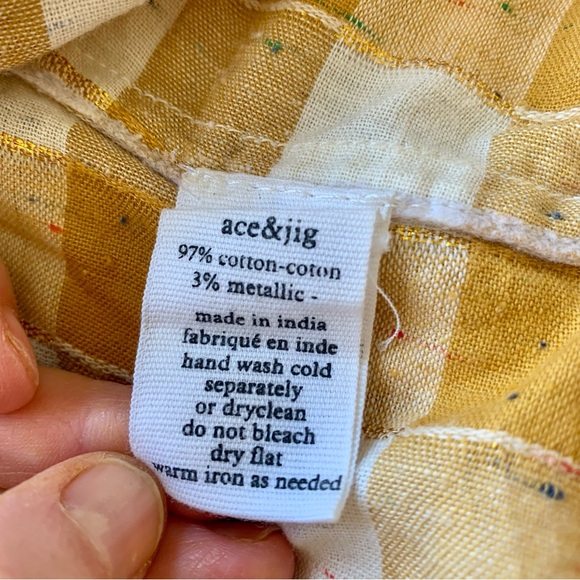 ace&jig
97% cotton-coton
3% metallic -
made in india
fabriqué en inde
hand wash cold
separately
or dryclean
do not bleach
dry flat
warm iron as needed